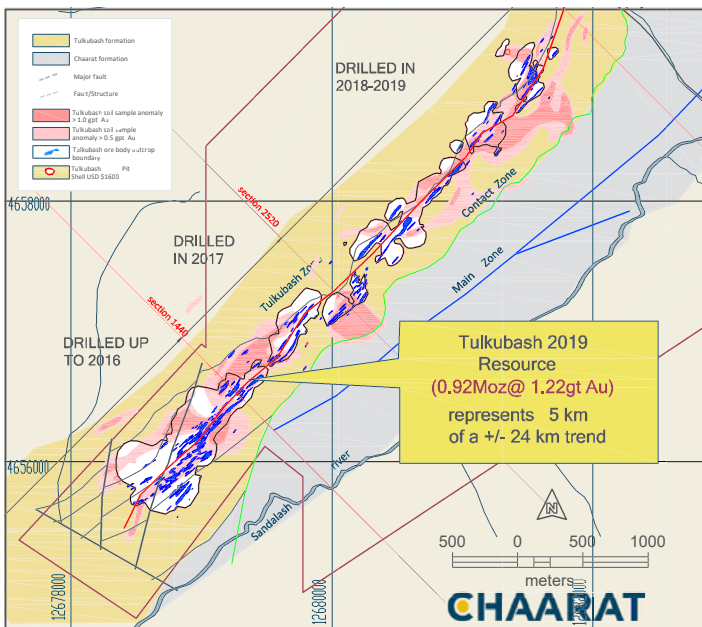 Tulkubash formation
Chaarat formation
Major fault
Fault/Structure
Tulkubash soil sample anomaly
> 1.0 gpt Au
Tulkubash soil sample
anomaly > 0.5 gpt Au
Tulkubash ore body outcrop
boundary
Tulkubash Pit
Shell USD $1600
DRILLED IN
2018-2019
4658000
section 2520
DRILLED
IN 2017
Contact Zone
Main Zone
Tulkubash Zo
section 1440
DRILLED UP
TO 2016
Tulkubash 2019
Resource
(0.92Moz@ 1.22gt Au)
represents 5 km
of a +/- 24 km trend
4656000
Sandalash river
N
500 0 500 1000
meters
12678000
12680000
CHAARAT